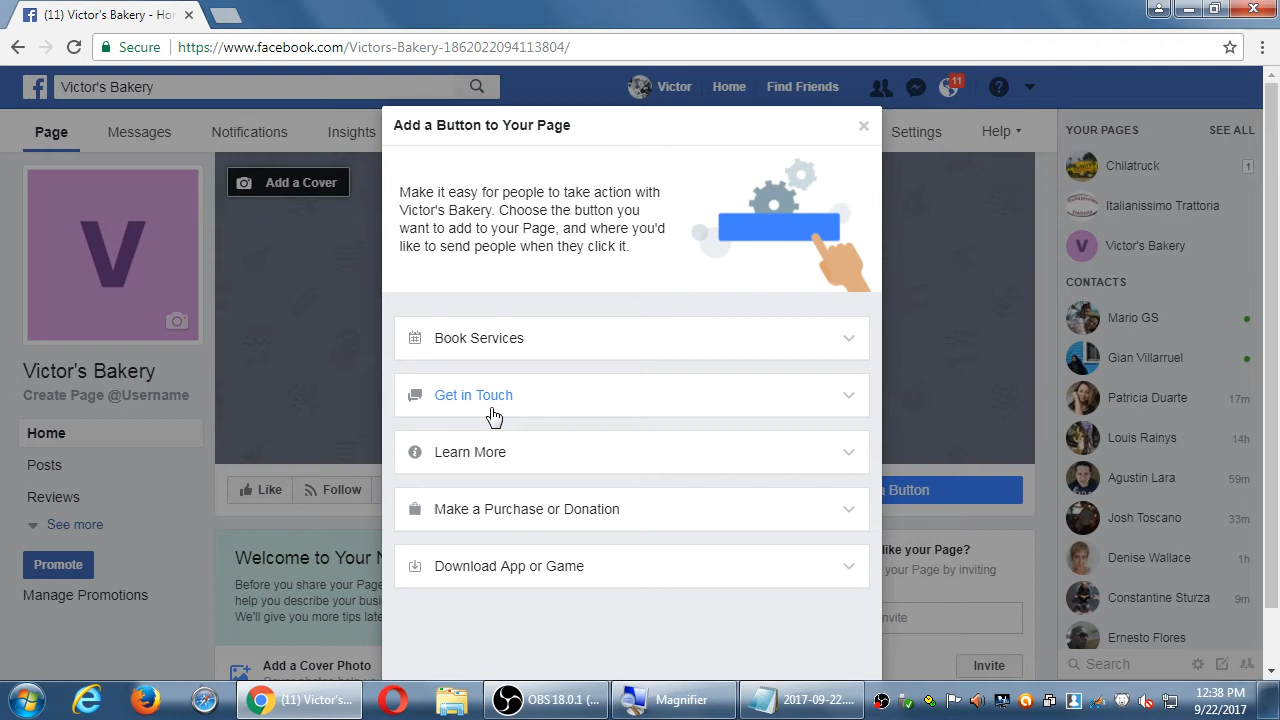 (11) Victor's Bakery - Ho
Secure
https://www.facebook.com/Victors-Bakery-1862022094113804/
Victor's Bakery
Victor
Home
Find Friends
11
Page
Messages
Notifications
Insights
Settings
Help
Add a Button to Your Page
Make it easy for people to take action with
Victor's Bakery. Choose the button you
want to add to your Page, and where you'd
like to send people when they click it.
Book Services
Get in Touch
Learn More
Make a Purchase or Donation
Download App or Game
Add a Cover
V
Victor's Bakery
Create Page @Username
Home
Posts
Reviews
See more
Promote
Manage Promotions
Like
Follow
Button
Welcome to Your N
Before you share your Page
help you describe your busi
We'll give you more tips late
Add a Cover Photo
like your Page?
your Page by inviting
Invite
YOUR PAGES
SEE ALL
Chilatruck
1
Italianissimo Trattoria
V
Victor's Bakery
CONTACTS
Mario GS
Gian Villarruel
Patricia Duarte
17m
Louis Rainys
14h
Agustin Lara
59m
Josh Toscano
33m
Denise Wallace
1h
Constantine Sturza
9m
Ernesto Flores
Search
(11) Victor's...
OBS 18.0.1 (...
Magnifier
2017-09-22....
12:38 PM
9/22/2017